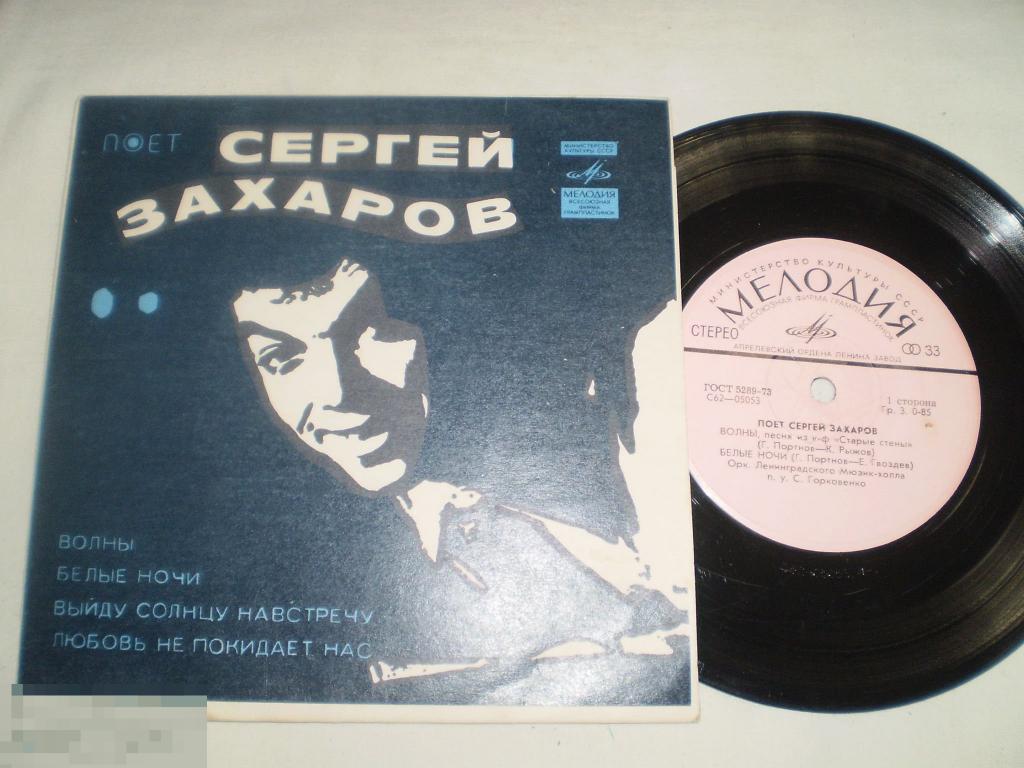 ПОЕТ СЕРГЕЙ
ЗАХАРОВ
МИНИСТЕРСТВО
КУЛЬТУРЫ СССР
МЕЛОДИЯ
ВСЕСОЮЗНАЯ
ФИРМА
ГРАМПЛАСТИНОК
ВОЛНЫ
БЕЛЫЕ НОЧИ
ВЫЙДУ СОЛНЦУ НАВСТРЕЧУ
ЛЮБОВЬ НЕ ПОКИДАЕТ НАС
МИНИСТЕРСТВО КУЛЬТУРЫ СССР
МЕЛОДИЯ
ВСЕСОЮЗНАЯ ФИРМА ГРАМПЛАСТИНОК
СТЕРЕО
33
АПРЕЛЕВСКИЙ ОРДЕНА ЛЕНИНА ЗАВОД
ГОСТ 5289-73
С62—05053
1 сторона
Гр. 3. 0-85
ПОЕТ СЕРГЕЙ ЗАХАРОВ
ВОЛНЫ, песня из к-ф «Старые стены»
(Г. Портнов—К. Рыжов)
БЕЛЫЕ НОЧИ (Г. Портнов—Е. Гвоздев)
Орк. Ленинградского Мюзик-холла
п. у. С. Горковенко